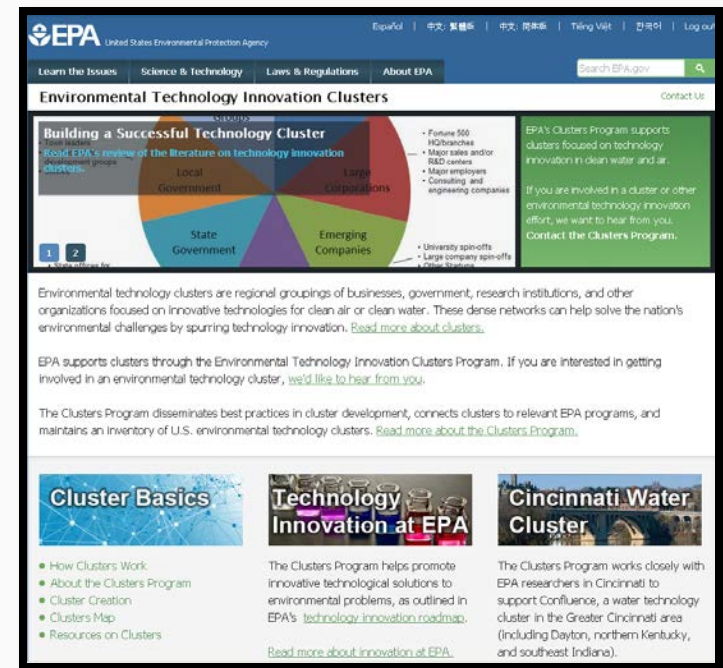 EPA United States Environmental Protection Agency
Español | 中文: 繁體版 | 中文: 简体版 | Tiếng Việt | 한국어 | Log out
Learn the Issues Science & Technology Laws & Regulations About EPA
Search EPA.gov
Environmental Technology Innovation Clusters
Contact Us
Groups
Building a Successful Technology Cluster
Read EPA's review of the literature on technology innovation
clusters.
• Town leaders
development groups
Local
Government
Large
Corporations
• Fortune 500
HQ/branches
• Major sales and/or
R&D centers
• Major employers
• Consulting and
engineering companies
State
Government
Emerging
Companies
• University spin-offs
• Large company spin-offs
• Other Startups
1 2
• State offices for
EPA's Clusters Program supports
clusters focused on technology
innovation in clean water and air.
If you are involved in a cluster or other
environmental technology innovation
effort, we want to hear from you.
Contact the Clusters Program.
Environmental technology clusters are regional groupings of businesses, government, research institutions, and other
organizations focused on innovative technologies for clean air or clean water. These dense networks can help solve the nation's
environmental challenges by spurring technology innovation. Read more about clusters.
EPA supports clusters through the Environmental Technology Innovation Clusters Program. If you are interested in getting
involved in an environmental technology cluster, we'd like to hear from you.
The Clusters Program disseminates best practices in cluster development, connects clusters to relevant EPA programs, and
maintains an inventory of U.S. environmental technology clusters. Read more about the Clusters Program.
Cluster Basics
• How Clusters Work
• About the Clusters Program
• Cluster Creation
• Clusters Map
• Resources on Clusters
Technology
Innovation at EPA
The Clusters Program helps promote
innovative technological solutions to
environmental problems, as outlined in
EPA's technology innovation roadmap.
Read more about innovation at EPA.
Cincinnati Water
Cluster
The Clusters Program works closely with
EPA researchers in Cincinnati to
support Confluence, a water technology
cluster in the Greater Cincinnati area
(including Dayton, northern Kentucky,
and southeast Indiana).